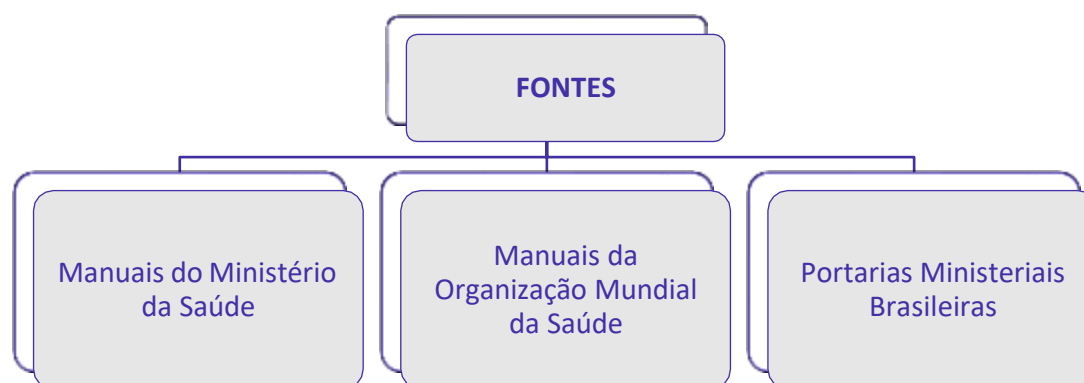 FONTES
Manuais do Ministério
da Saúde
Manuais da
Organização Mundial
da Saúde
Portarias Ministeriais
Brasileiras